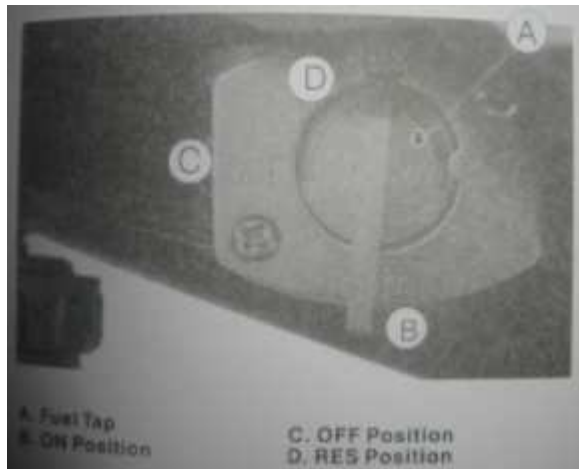 A
D
C
B
A. Fuel Tap
B. ON Position
C. OFF Position
D. RES Position